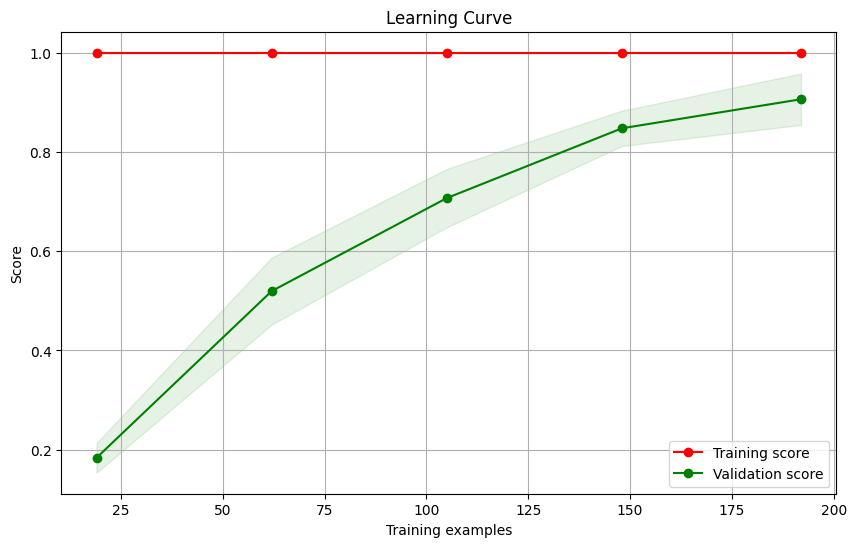 Learning Curve
1.0
0.8
0.6
0.4
0.2
Score
25 50 75 100 125 150 175 200
Training examples
Training score
Validation score